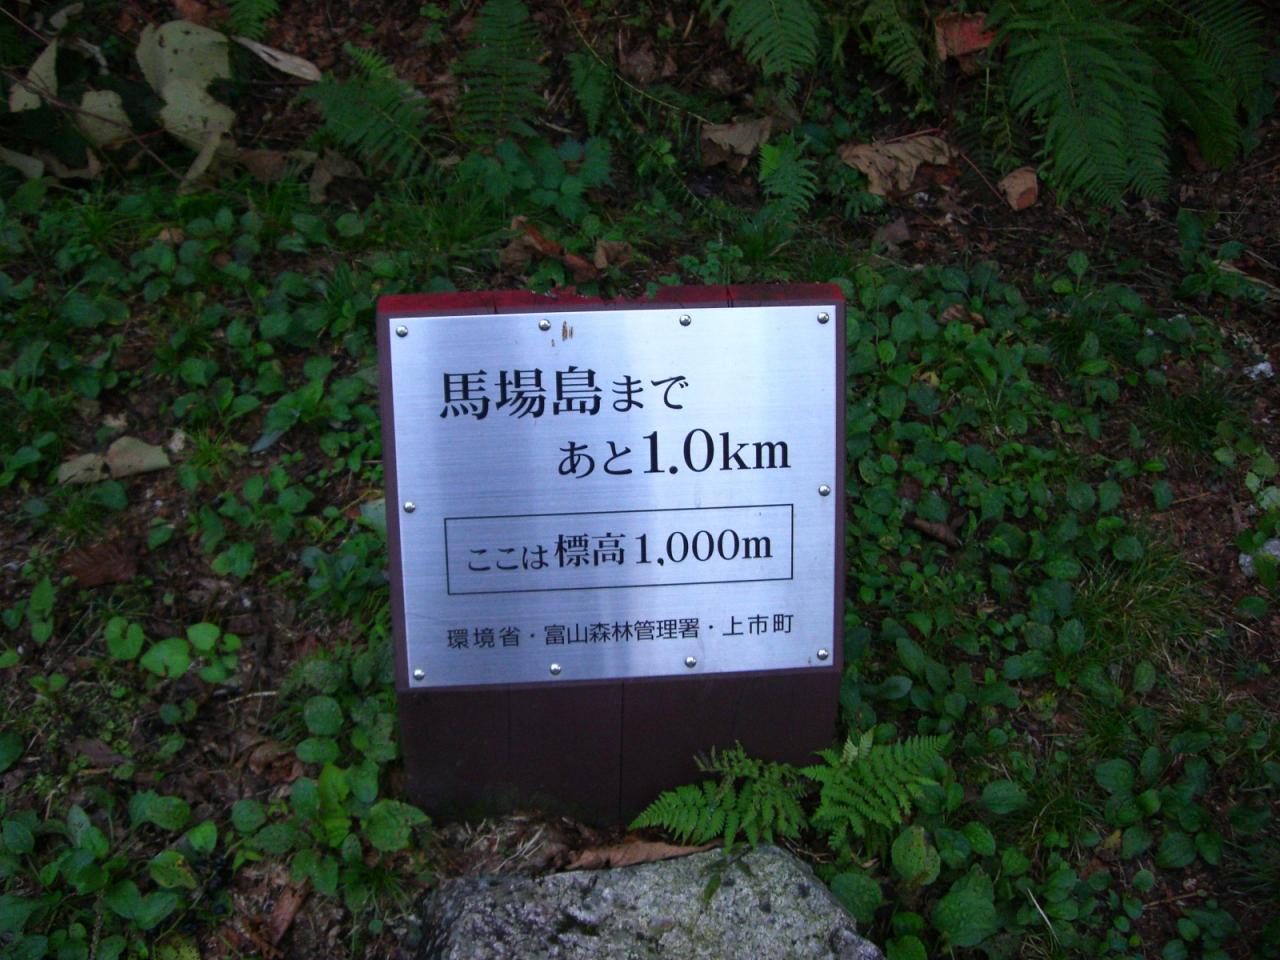 馬場島まで
あと1.0km
ここは標高1,000m
環境省・富山森林管理署・上市町